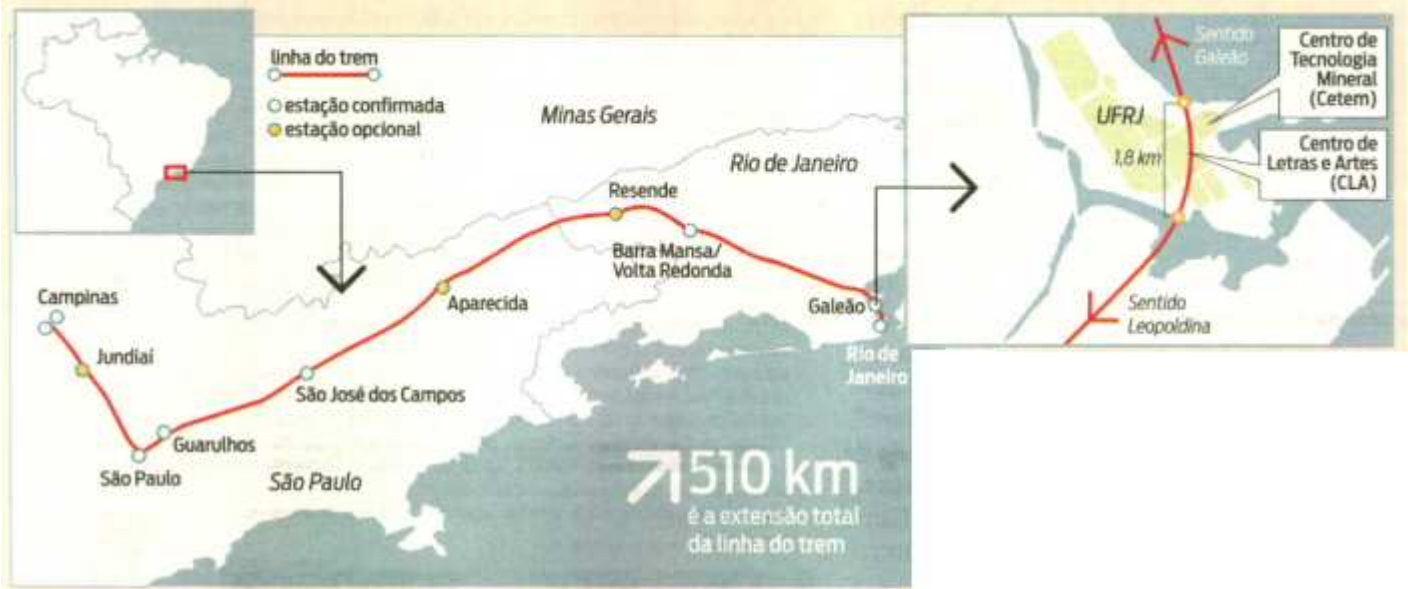 linha do trem
estação confirmada
estação opcional
Minas Gerais
Rio de Janeiro
Resende
Barra Mansa/
Volta Redonda
Galeão
Rio de
Janeiro
Aparecida
Campinas
Jundiaí
São José dos Campos
Guarulhos
São Paulo
São Paulo
510 km
é a extensão total
da linha do trem
Sentido
Galeão
Centro de
Tecnologia
Mineral
(Cetem)
UFRJ
1,8 km
Centro de
Letras e Artes
(CLA)
Sentido
Leopoldina